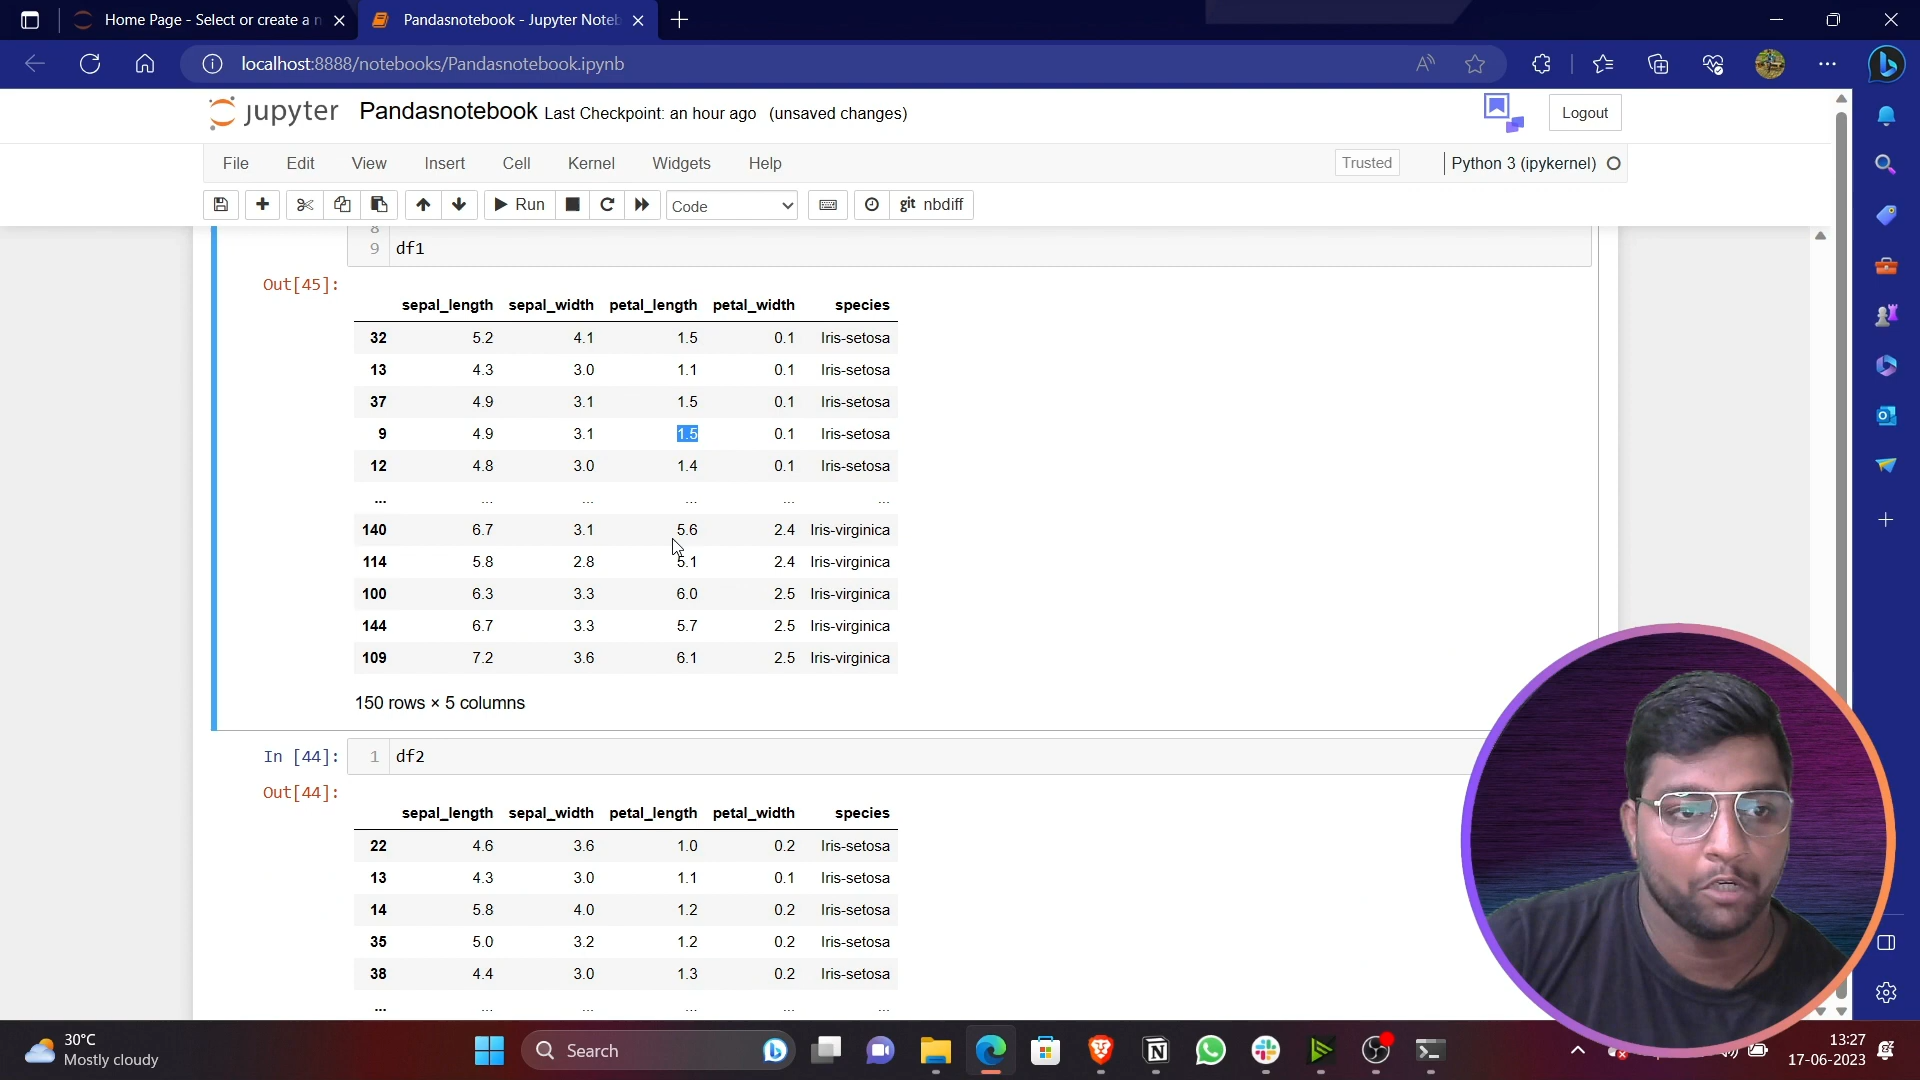 Home Page - Select or create a n
Pandasnotebook - Jupyter Noteb
localhost:8888/notebooks/Pandasnotebook.ipynb
jupyter Pandasnotebook Last Checkpoint: an hour ago (unsaved changes)
Logout
File Edit View Insert Cell Kernel Widgets Help
Trusted
Python 3 (ipykernel)
Run
Code
git nbdiff
8
9 df1
Out[45]:
sepal_length sepal_width petal_length petal_width species
32 5.2 4.1 1.5 0.1 Iris-setosa
13 4.3 3.0 1.1 0.1 Iris-setosa
37 4.9 3.1 1.5 0.1 Iris-setosa
9 4.9 3.1 1.5 0.1 Iris-setosa
12 4.8 3.0 1.4 0.1 Iris-setosa
... ... ... ... ... ...
140 6.7 3.1 5.6 2.4 Iris-virginica
114 5.8 2.8 5.1 2.4 Iris-virginica
100 6.3 3.3 6.0 2.5 Iris-virginica
144 6.7 3.3 5.7 2.5 Iris-virginica
109 7.2 3.6 6.1 2.5 Iris-virginica
150 rows × 5 columns
In [44]: 1 df2
Out[44]:
sepal_length sepal_width petal_length petal_width species
22 4.6 3.6 1.0 0.2 Iris-setosa
13 4.3 3.0 1.1 0.1 Iris-setosa
14 5.8 4.0 1.2 0.2 Iris-setosa
35 5.0 3.2 1.2 0.2 Iris-setosa
38 4.4 3.0 1.3 0.2 Iris-setosa
... ... ... ... ... ...
30°C
Mostly cloudy
Search
13:27
17-06-2023